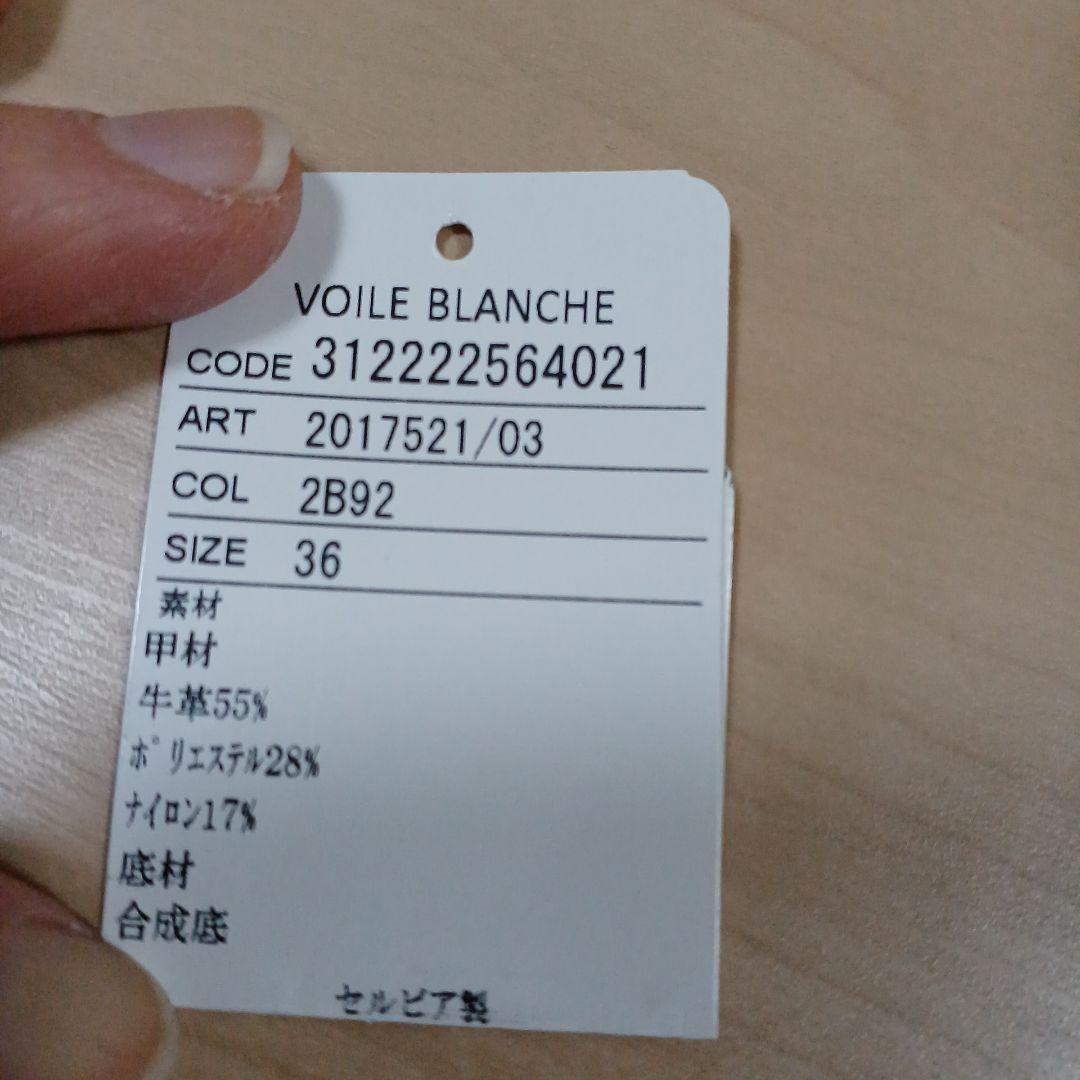 VOILE BLANCHE
CODE 312222564021
ART 2017521/03
COL 2B92
SIZE 36
素材
甲材
牛革55%
ﾎﾟﾘｴｽﾃﾙ28%
ﾅｲﾛﾝ17%
底材
合成底
セルビア製